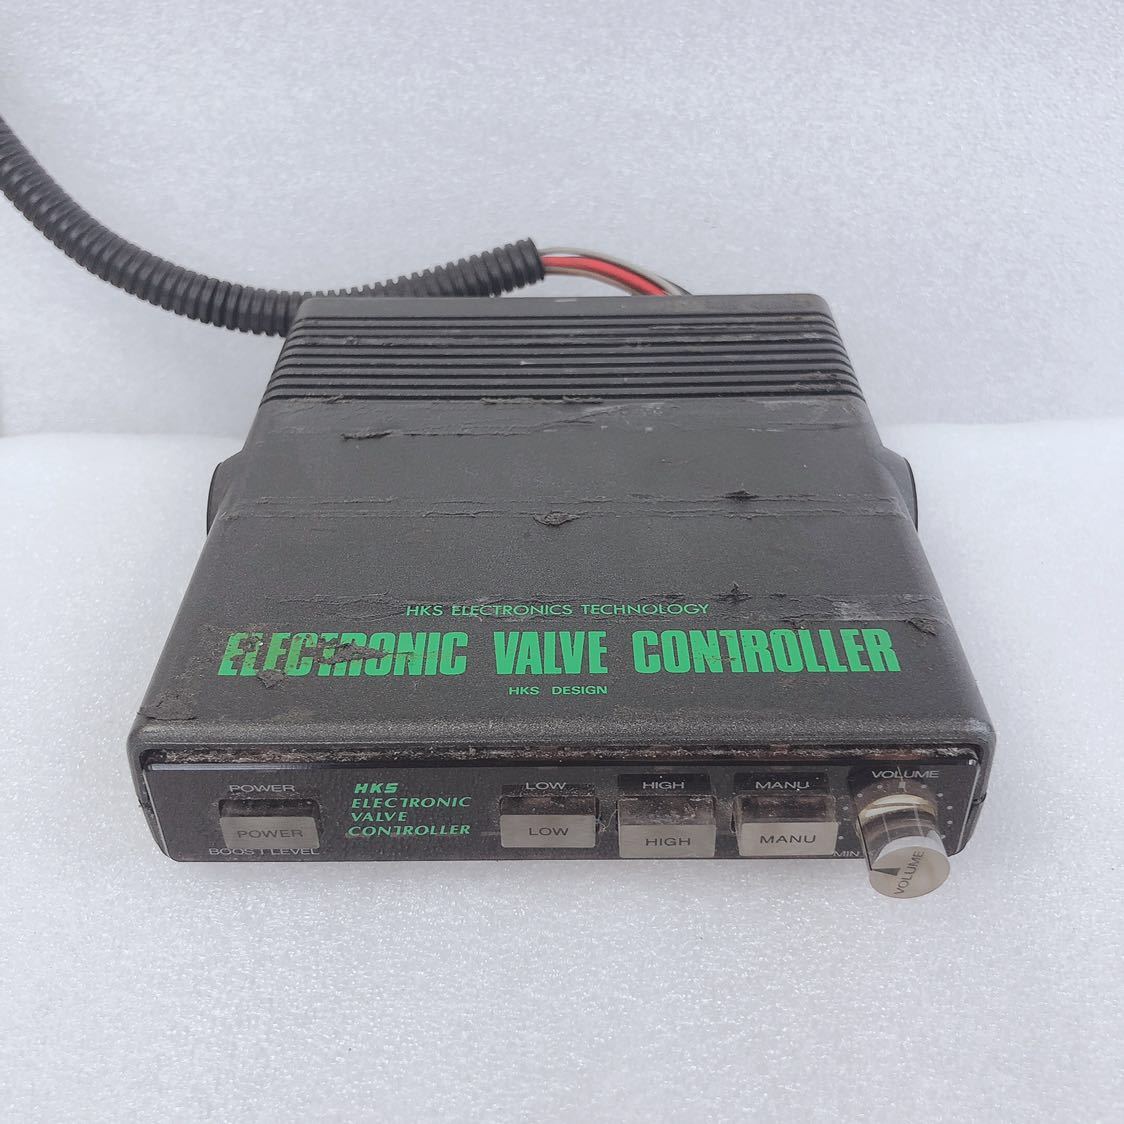 HKS ELECTRONICS TECHNOLOGY
ELECTRONIC VALVE CONTROLLER
HKS DESIGN
POWER
POWER
BOOST LEVEL
HKS
ELECTRONIC
VALVE
CONTROLLER
LOW
LOW
HIGH
HIGH
MANU
MANU
VOLUME
MIN
VOLUME